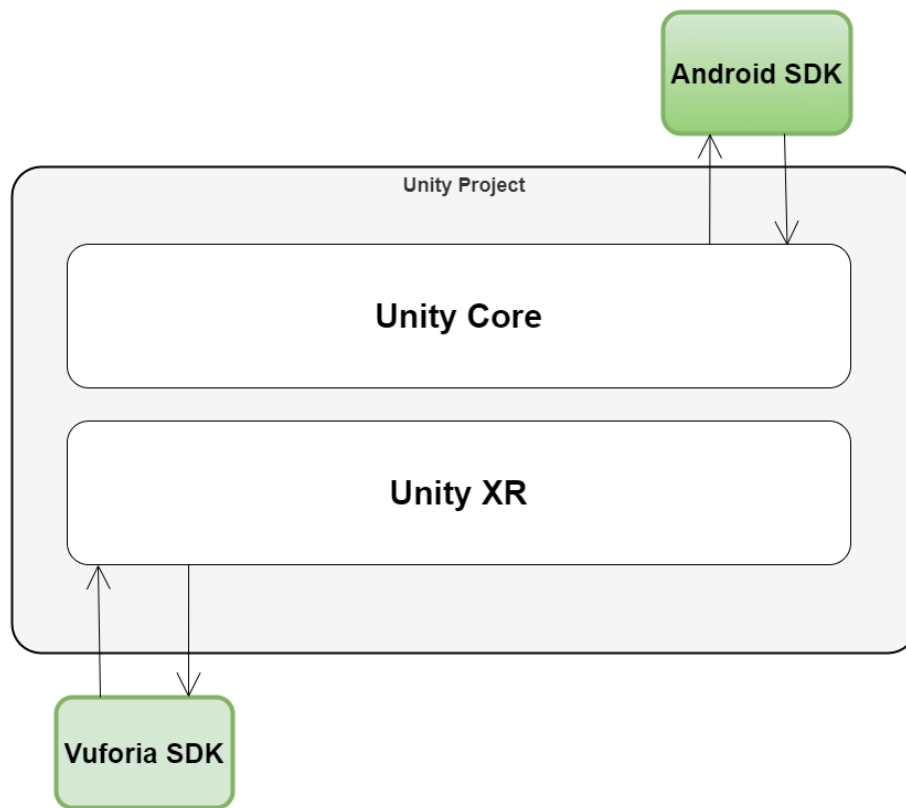 Android SDK
Unity Project
Unity Core
Unity XR
Vuforia SDK